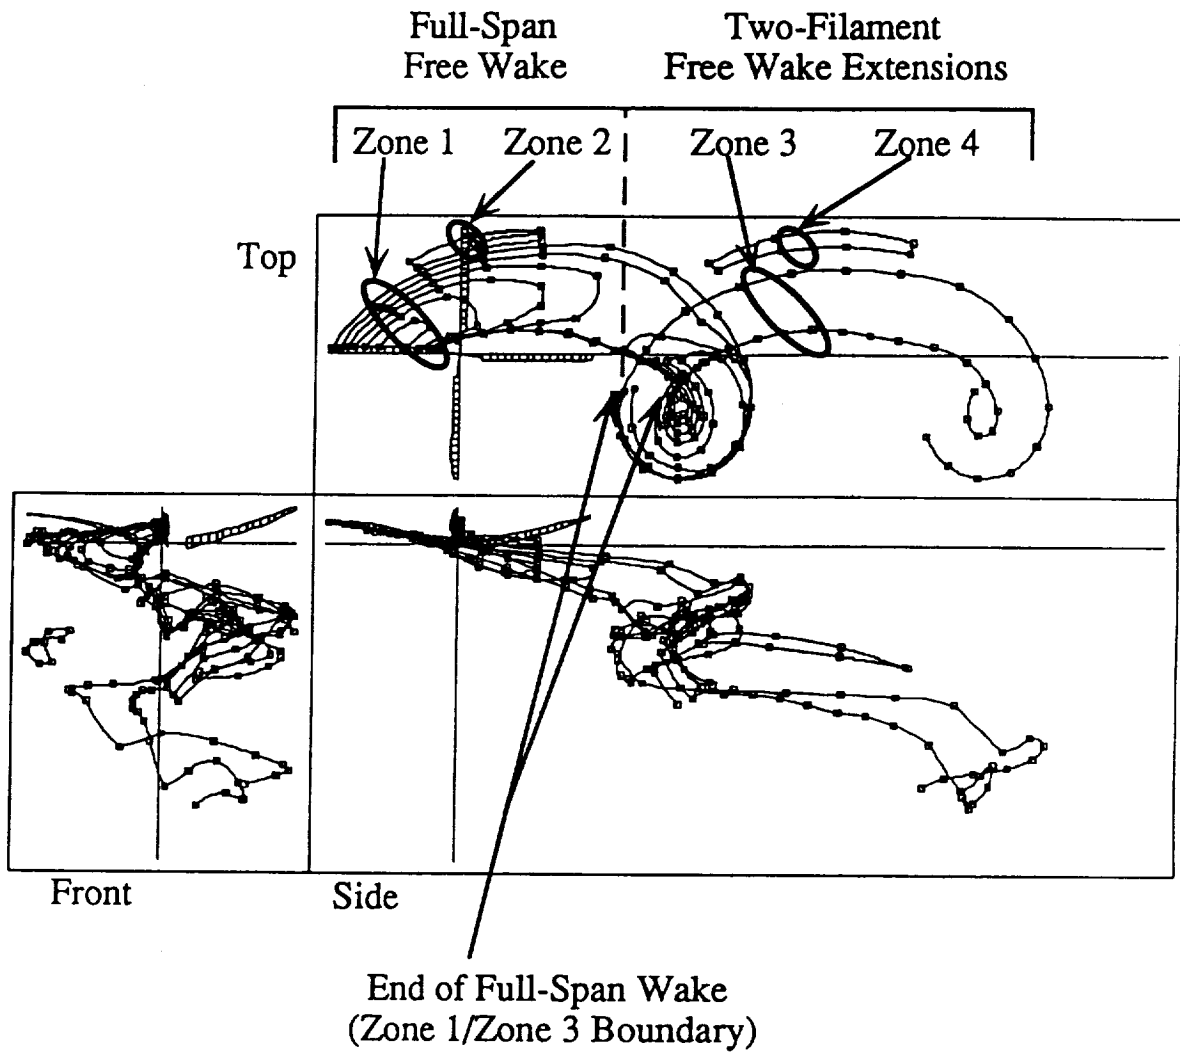 Full-Span
Free Wake
Two-Filament
Free Wake Extensions
Zone 1
Zone 2
Zone 3
Zone 4
Top
Front
Side
End of Full-Span Wake
(Zone 1/Zone 3 Boundary)